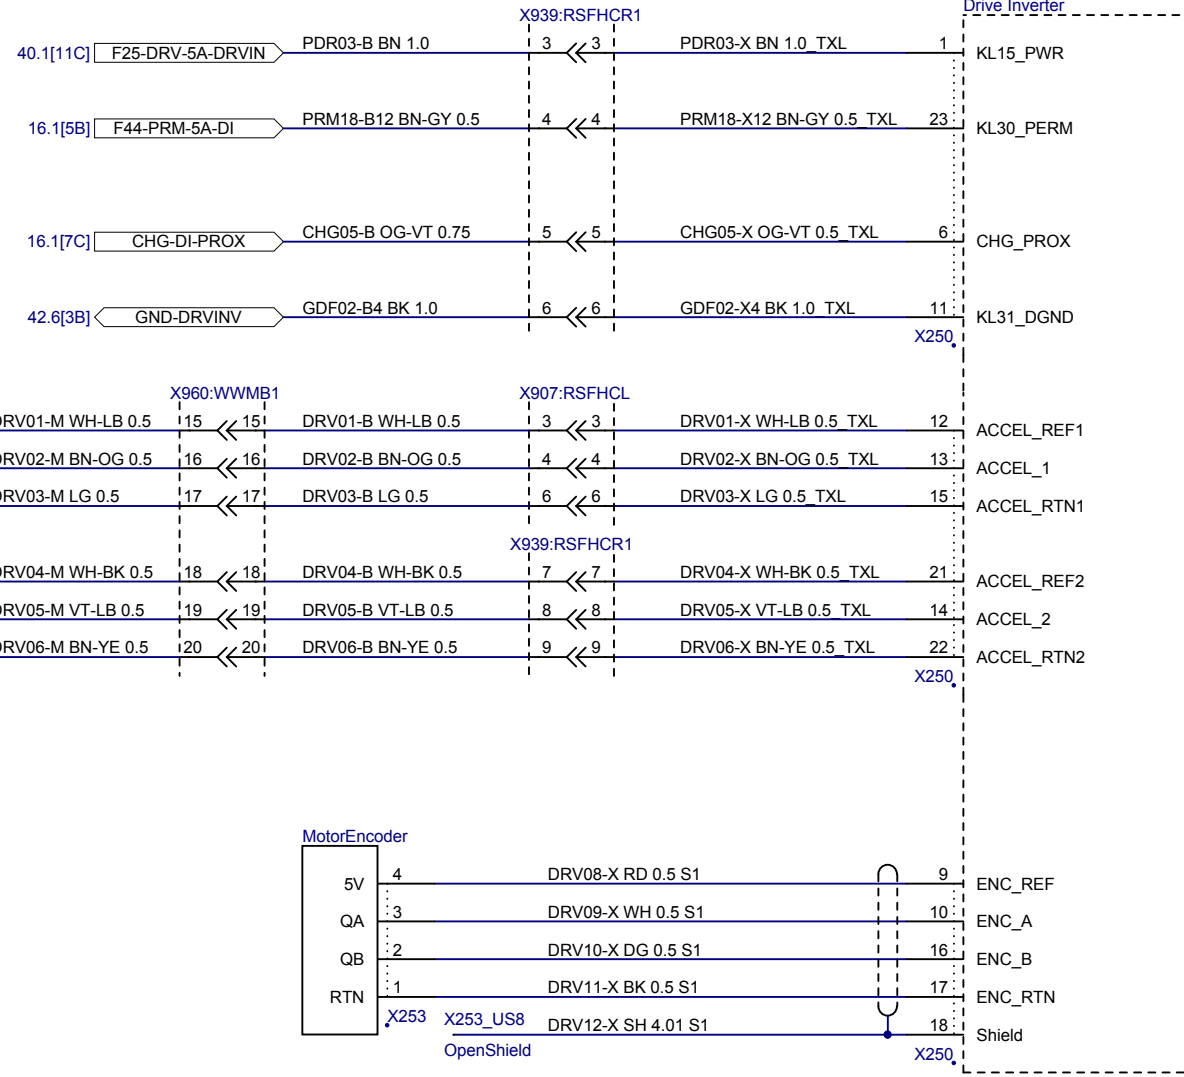 Drive Inverter
X939:RSFHCR1
40.1[11C] F25-DRV-5A-DRVIN PDR03-B BN 1.0 3 3 PDR03-X BN 1.0_TXL 1 KL15_PWR
16.1[5B] F44-PRM-5A-DI PRM18-B12 BN-GY 0.5 4 4 PRM18-X12 BN-GY 0.5_TXL 23 KL30_PERM
16.1[7C] CHG-DI-PROX CHG05-B OG-VT 0.75 5 5 CHG05-X OG-VT 0.5_TXL 6 CHG_PROX
42.6[3B] GND-DRVINV GDF02-B4 BK 1.0 6 6 GDF02-X4 BK 1.0_TXL 11 KL31_DGND
X250
X960:WWMB1 X907:RSFHCL
DRV01-M WH-LB 0.5 15 15 DRV01-B WH-LB 0.5 3 3 DRV01-X WH-LB 0.5_TXL 12 ACCEL_REF1
DRV02-M BN-OG 0.5 16 16 DRV02-B BN-OG 0.5 4 4 DRV02-X BN-OG 0.5_TXL 13 ACCEL_1
DRV03-M LG 0.5 17 17 DRV03-B LG 0.5 6 6 DRV03-X LG 0.5_TXL 15 ACCEL_RTN1
X939:RSFHCR1
DRV04-M WH-BK 0.5 18 18 DRV04-B WH-BK 0.5 7 7 DRV04-X WH-BK 0.5_TXL 21 ACCEL_REF2
DRV05-M VT-LB 0.5 19 19 DRV05-B VT-LB 0.5 8 8 DRV05-X VT-LB 0.5_TXL 14 ACCEL_2
DRV06-M BN-YE 0.5 20 20 DRV06-B BN-YE 0.5 9 9 DRV06-X BN-YE 0.5_TXL 22 ACCEL_RTN2
X250
MotorEncoder
5V 4 DRV08-X RD 0.5 S1 9 ENC_REF
QA 3 DRV09-X WH 0.5 S1 10 ENC_A
QB 2 DRV10-X DG 0.5 S1 16 ENC_B
RTN 1 DRV11-X BK 0.5 S1 17 ENC_RTN
X253 X253_US8 DRV12-X SH 4.01 S1 18 Shield
OpenShield X250